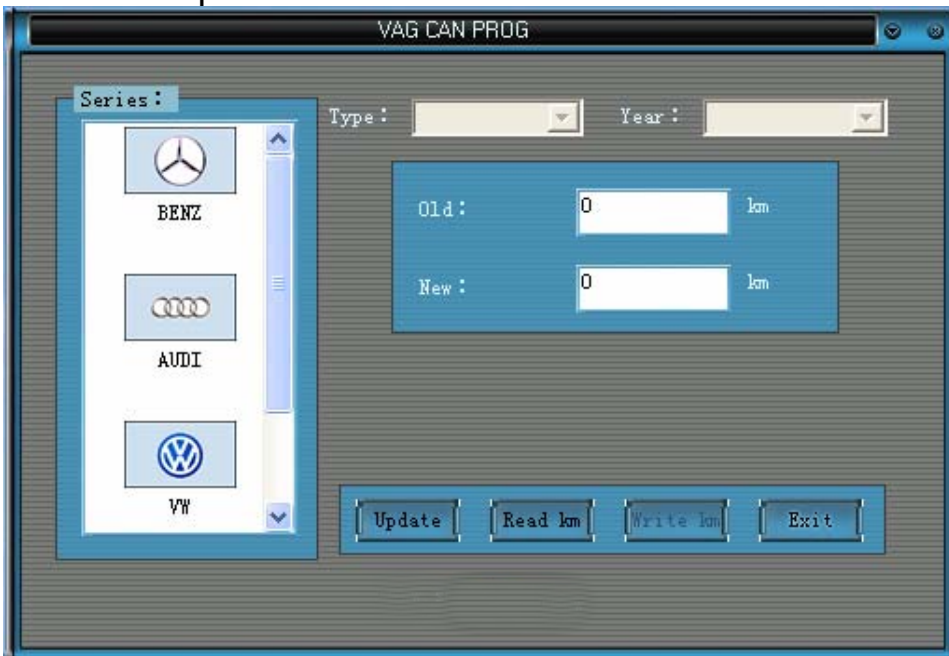 VAG CAN PROG
Series:
Type:
Year:
BENZ
AUDI
VW
Old: 0 km
New: 0 km
Update
Read km
Write km
Exit